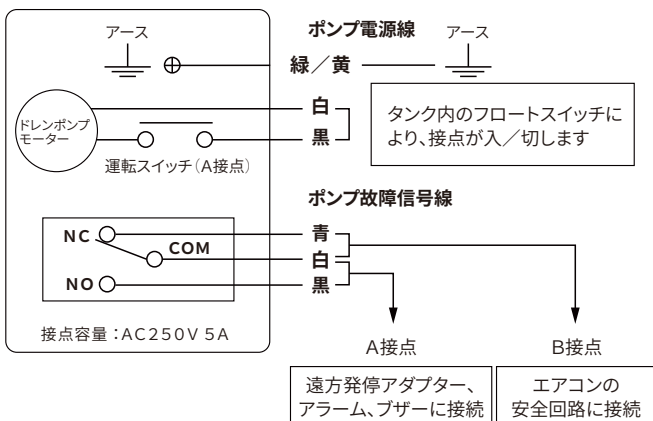 アース
ポンプ電源線
アース
緑／黄
白
黒
ドレンポンプ
モーター
運転スイッチ（A接点）
タンク内のフロートスイッチに
より、接点が入／切します
ポンプ故障信号線
NC
COM
NO
青
白
黒
接点容量：AC250V 5A
A接点
B接点
遠方発停アダプター、
アラーム、ブザーに接続
エアコンの
安全回路に接続